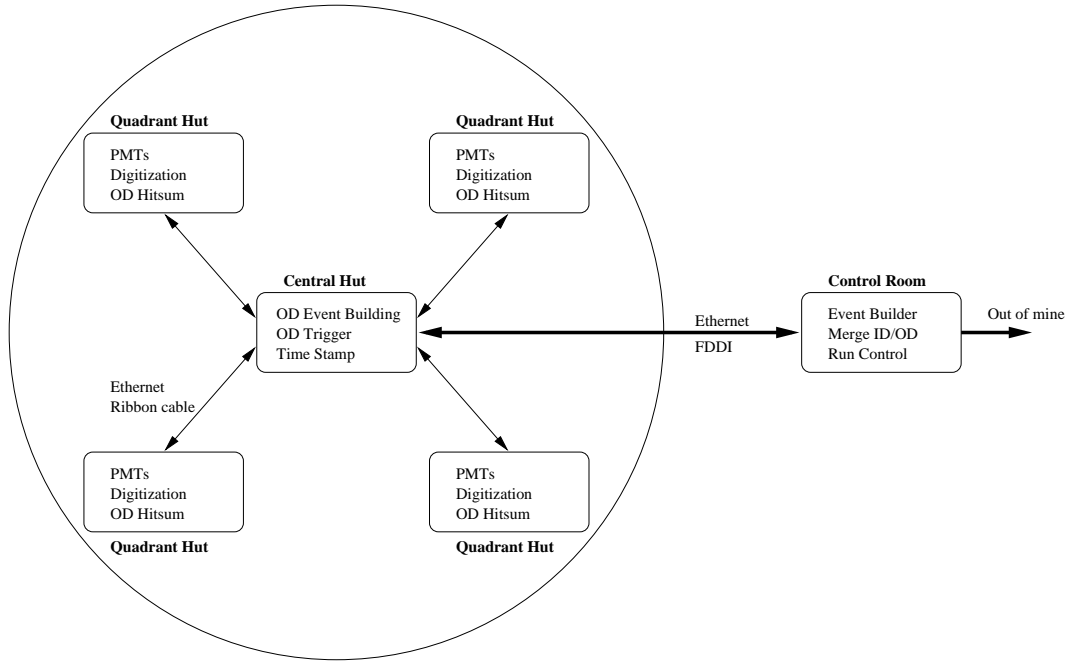 Quadrant Hut
PMTs
Digitization
OD Hitsum
Quadrant Hut
PMTs
Digitization
OD Hitsum
Central Hut
OD Event Building
OD Trigger
Time Stamp
Ethernet
FDDI
Control Room
Event Builder
Merge ID/OD
Run Control
Out of mine
Ethernet
Ribbon cable
PMTs
Digitization
OD Hitsum
Quadrant Hut
PMTs
Digitization
OD Hitsum
Quadrant Hut